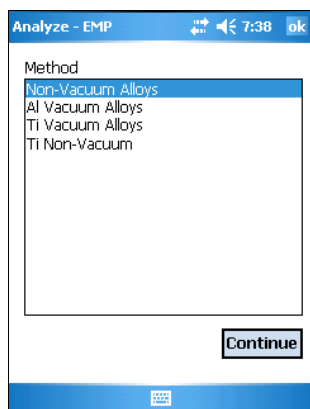 Analyze - EMP 7:38 ok
Method
Non-Vacuum Alloys
Al Vacuum Alloys
Ti Vacuum Alloys
Ti Non-Vacuum
Continue